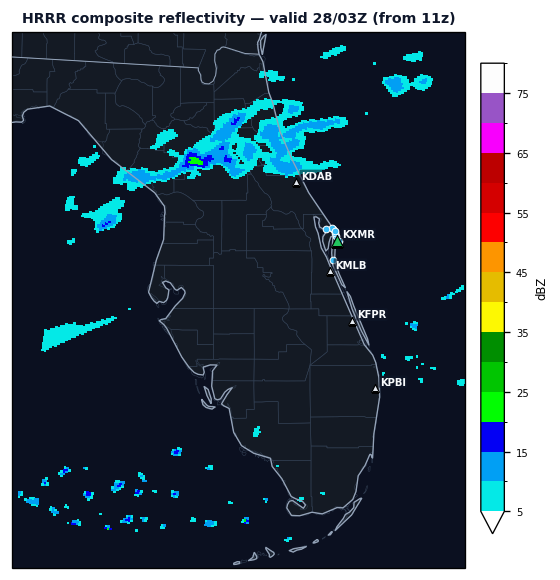 HRRR composite reflectivity — valid 28/03Z (from 11z)
75
65
55
45
35
25
15
5
dBZ
KDAB
KXMR
KMLB
KFPR
KPBI